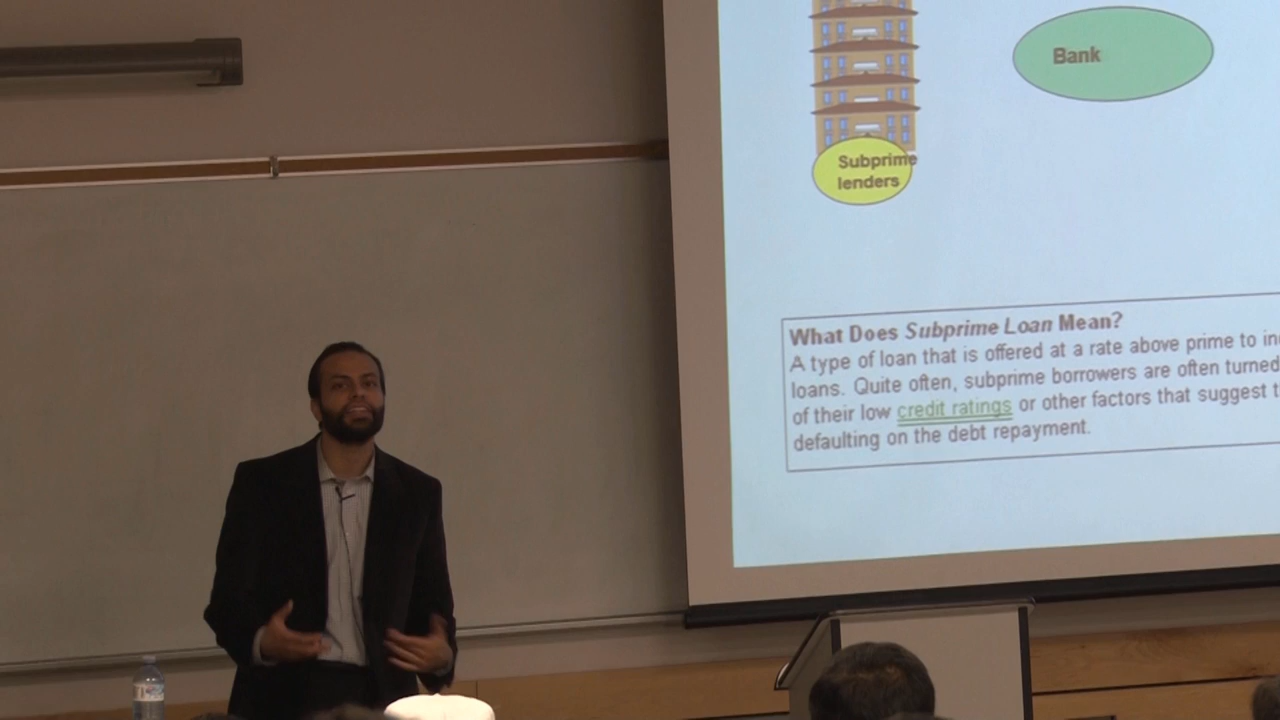 Bank
Subprime
lenders
What Does Subprime Loan Mean?
A type of loan that is offered at a rate above prime to
loans. Quite often, subprime borrowers are often turned
of their low credit ratings or other factors that suggest
defaulting on the debt repayment.